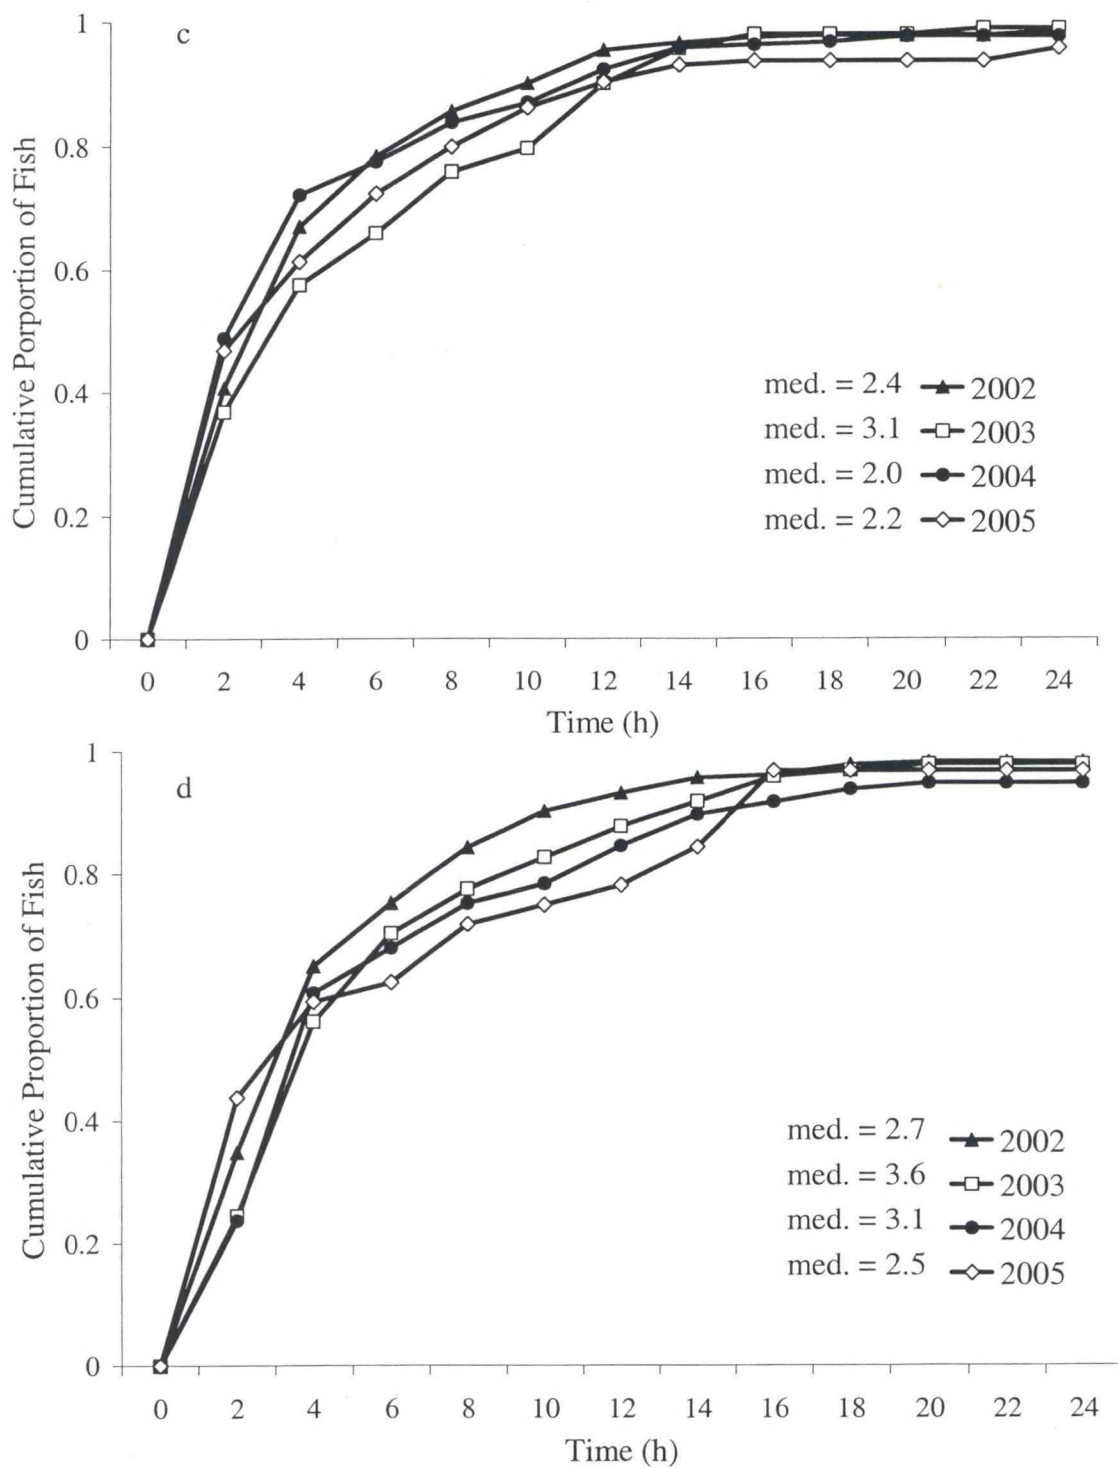 c
1
0.8
0.6
0.4
0.2
0
Cumulative Porportion of Fish
med. = 2.4 2002
med. = 3.1 2003
med. = 2.0 2004
med. = 2.2 2005
0 2 4 6 8 10 12 14 16 18 20 22 24
Time (h)
d
1
0.8
0.6
0.4
0.2
0
Cumulative Proportion of Fish
med. = 2.7 2002
med. = 3.6 2003
med. = 3.1 2004
med. = 2.5 2005
0 2 4 6 8 10 12 14 16 18 20 22 24
Time (h)